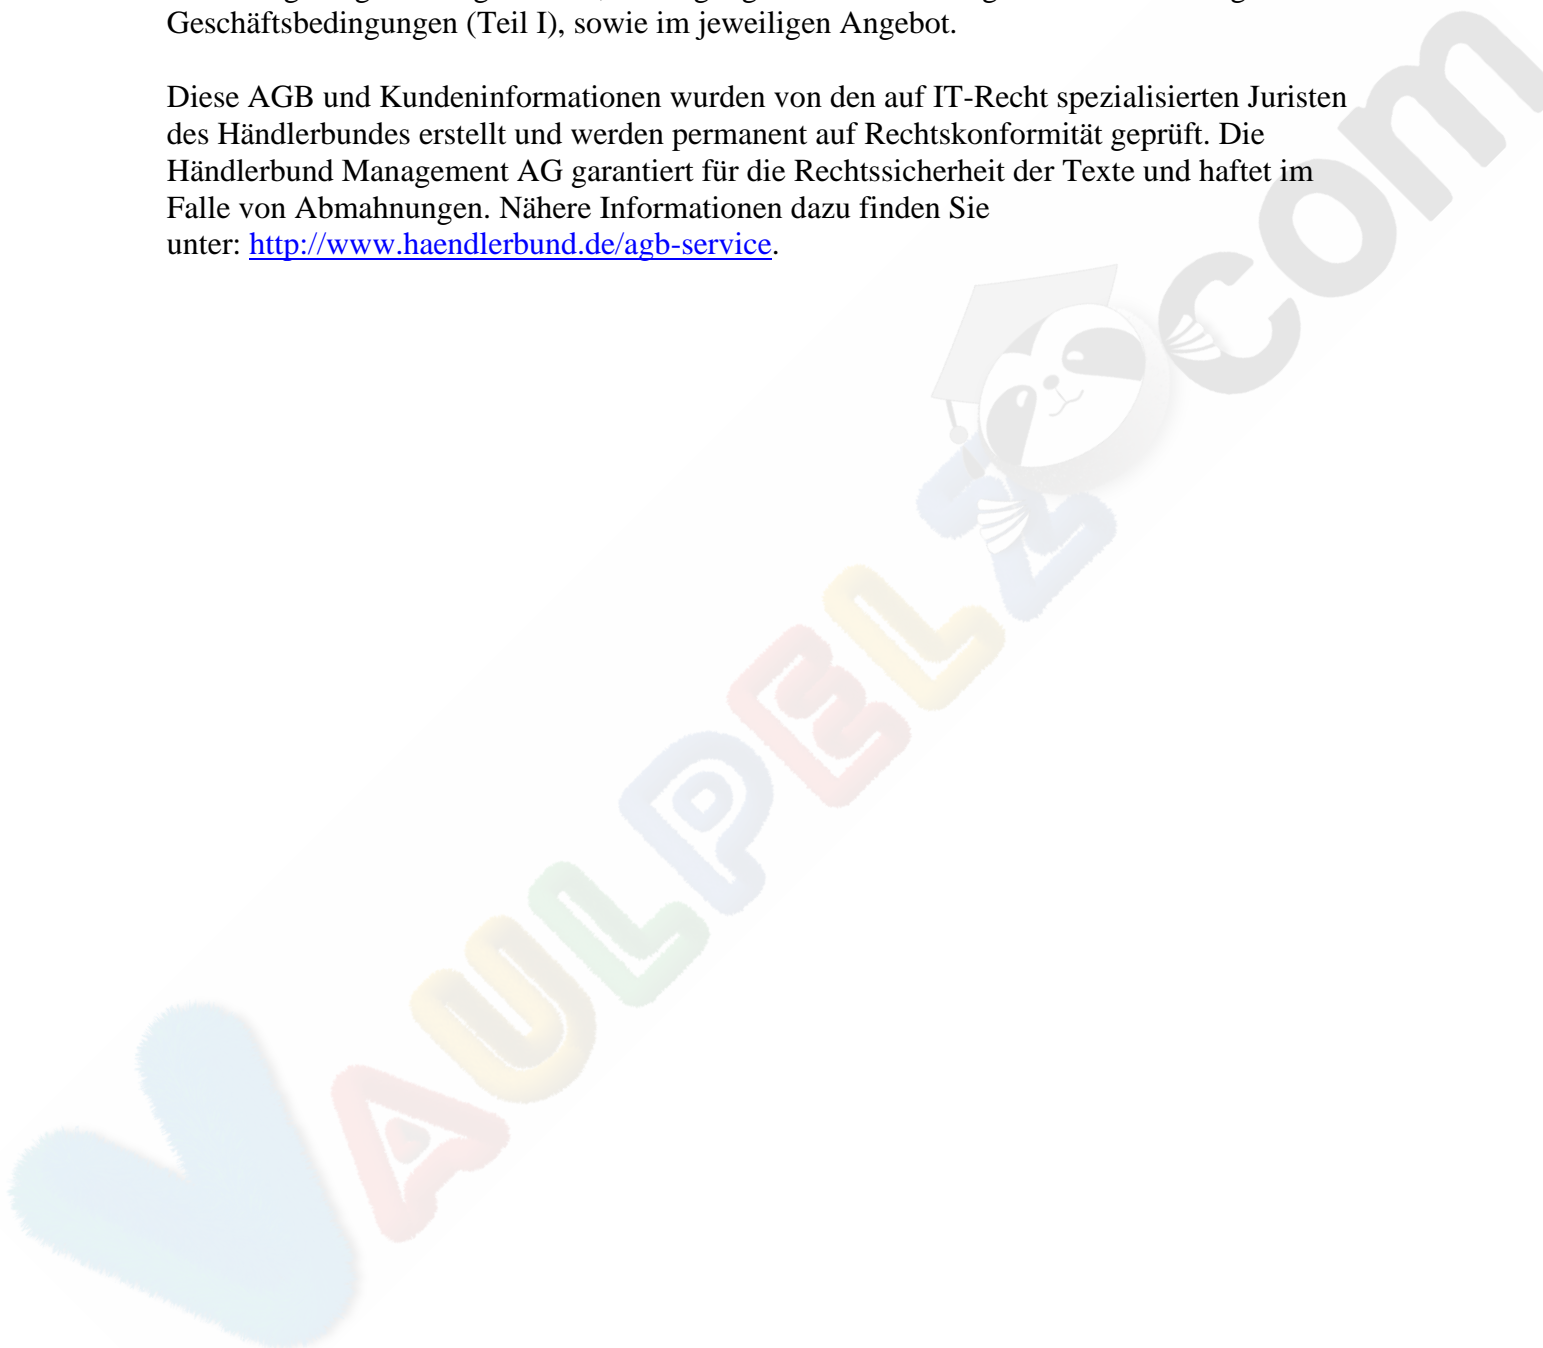 Geschäftsbedingungen (Teil I), sowie im jeweiligen Angebot.
Diese AGB und Kundeninformationen wurden von den auf IT-Recht spezialisierten Juristen
des Händlerbundes erstellt und werden permanent auf Rechtskonformität geprüft. Die
Händlerbund Management AG garantiert für die Rechtssicherheit der Texte und haftet im
Falle von Abmahnungen. Nähere Informationen dazu finden Sie
unter: http://www.haendlerbund.de/agb-service.
VAULPELZ com